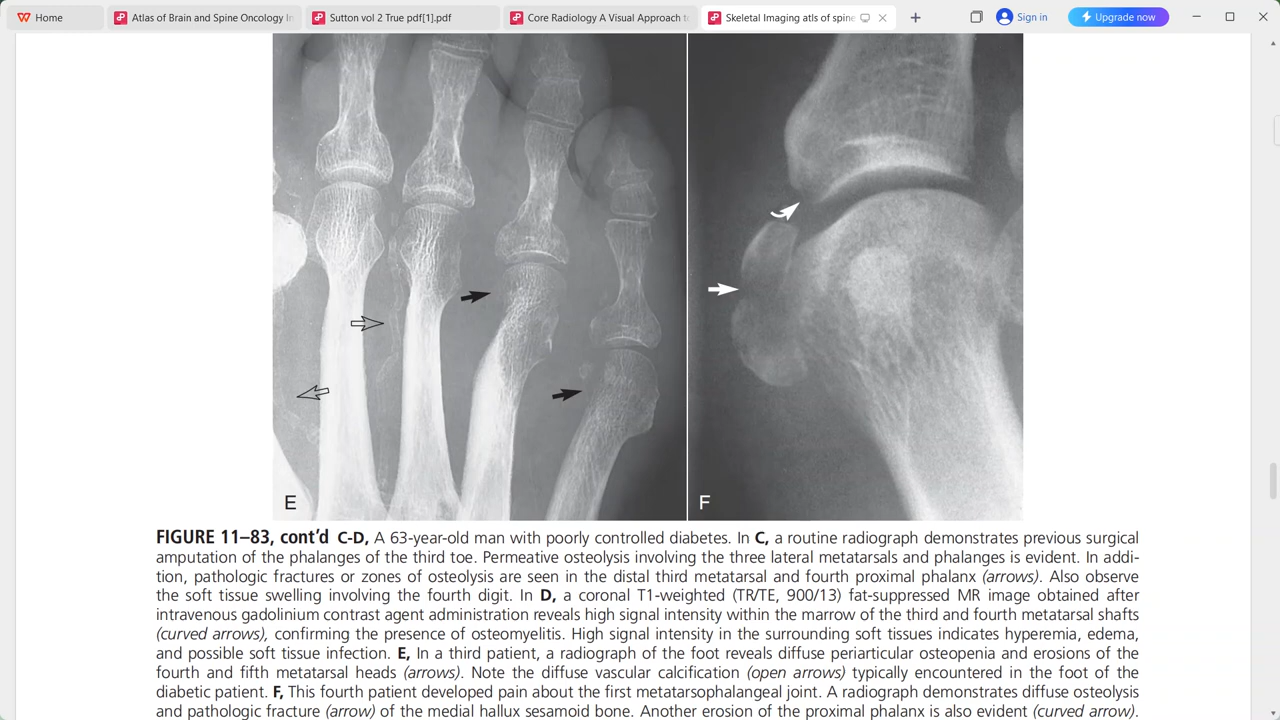 Home
Atlas of Brain and Spine Oncology In
Sutton vol 2 True pdf[1].pdf
Core Radiology A Visual Approach to
Skeletal Imaging atls of spine
Sign in
Upgrade now
E
F
FIGURE 11–83, cont'd C-D, A 63-year-old man with poorly controlled diabetes. In C, a routine radiograph demonstrates previous surgical
amputation of the phalanges of the third toe. Permeative osteolysis involving the three lateral metatarsals and phalanges is evident. In addi-
tion, pathologic fractures or zones of osteolysis are seen in the distal third metatarsal and fourth proximal phalanx (arrows). Also observe
the soft tissue swelling involving the fourth digit. In D, a coronal T1-weighted (TR/TE, 900/13) fat-suppressed MR image obtained after
intravenous gadolinium contrast agent administration reveals high signal intensity within the marrow of the third and fourth metatarsal shafts
(curved arrows), confirming the presence of osteomyelitis. High signal intensity in the surrounding soft tissues indicates hyperemia, edema,
and possible soft tissue infection. E, In a third patient, a radiograph of the foot reveals diffuse periarticular osteopenia and erosions of the
fourth and fifth metatarsal heads (arrows). Note the diffuse vascular calcification (open arrows) typically encountered in the foot of the
diabetic patient. F, This fourth patient developed pain about the first metatarsophalangeal joint. A radiograph demonstrates diffuse osteolysis
and pathologic fracture (arrow) of the medial hallux sesamoid bone. Another erosion of the proximal phalanx is also evident (curved arrow).